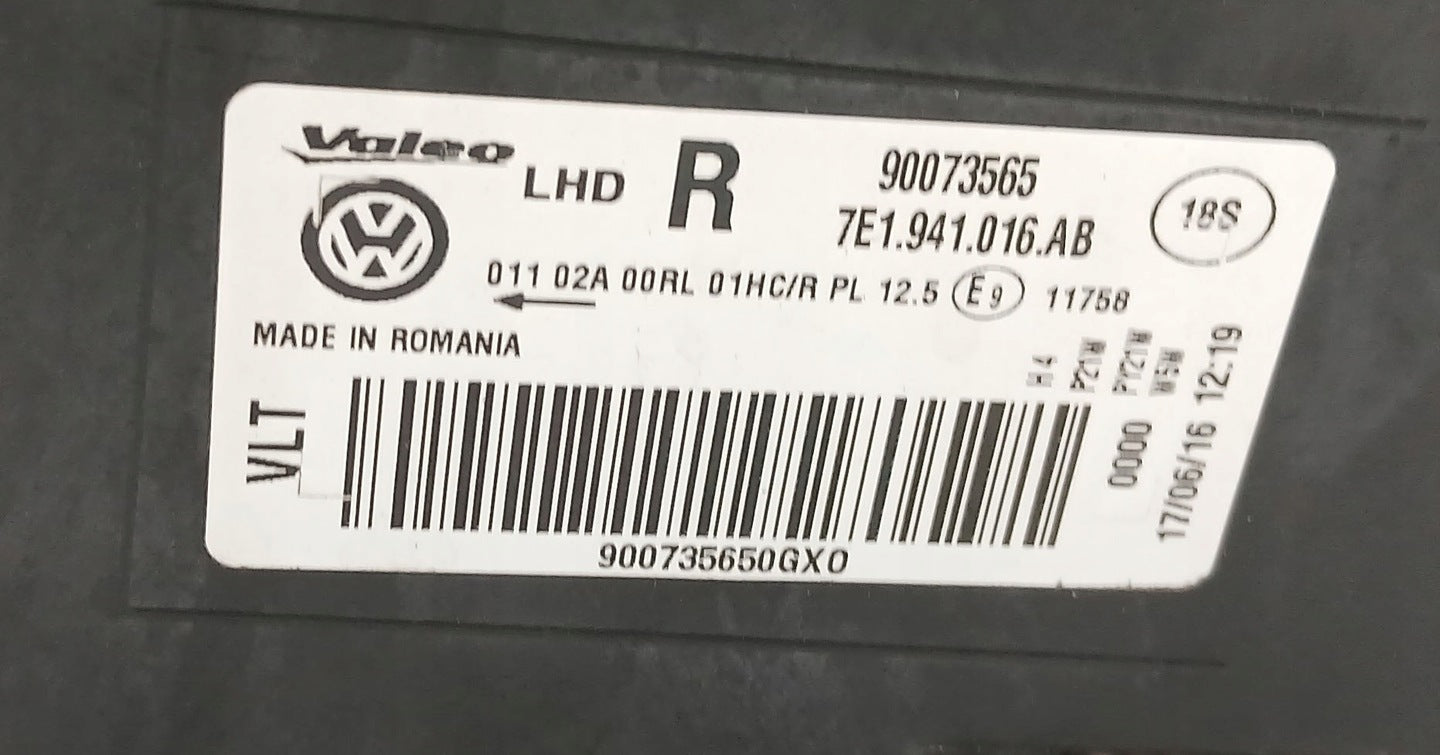 Valeo
LHD R
90073565
7E1.941.016.AB
18S
011 02A 00RL 01HC/R PL 12.5 E9 11758
MADE IN ROMANIA
H4
P21W
PY21W
W5W
0000
17/06/16 12:19
VLT
900735650GX0